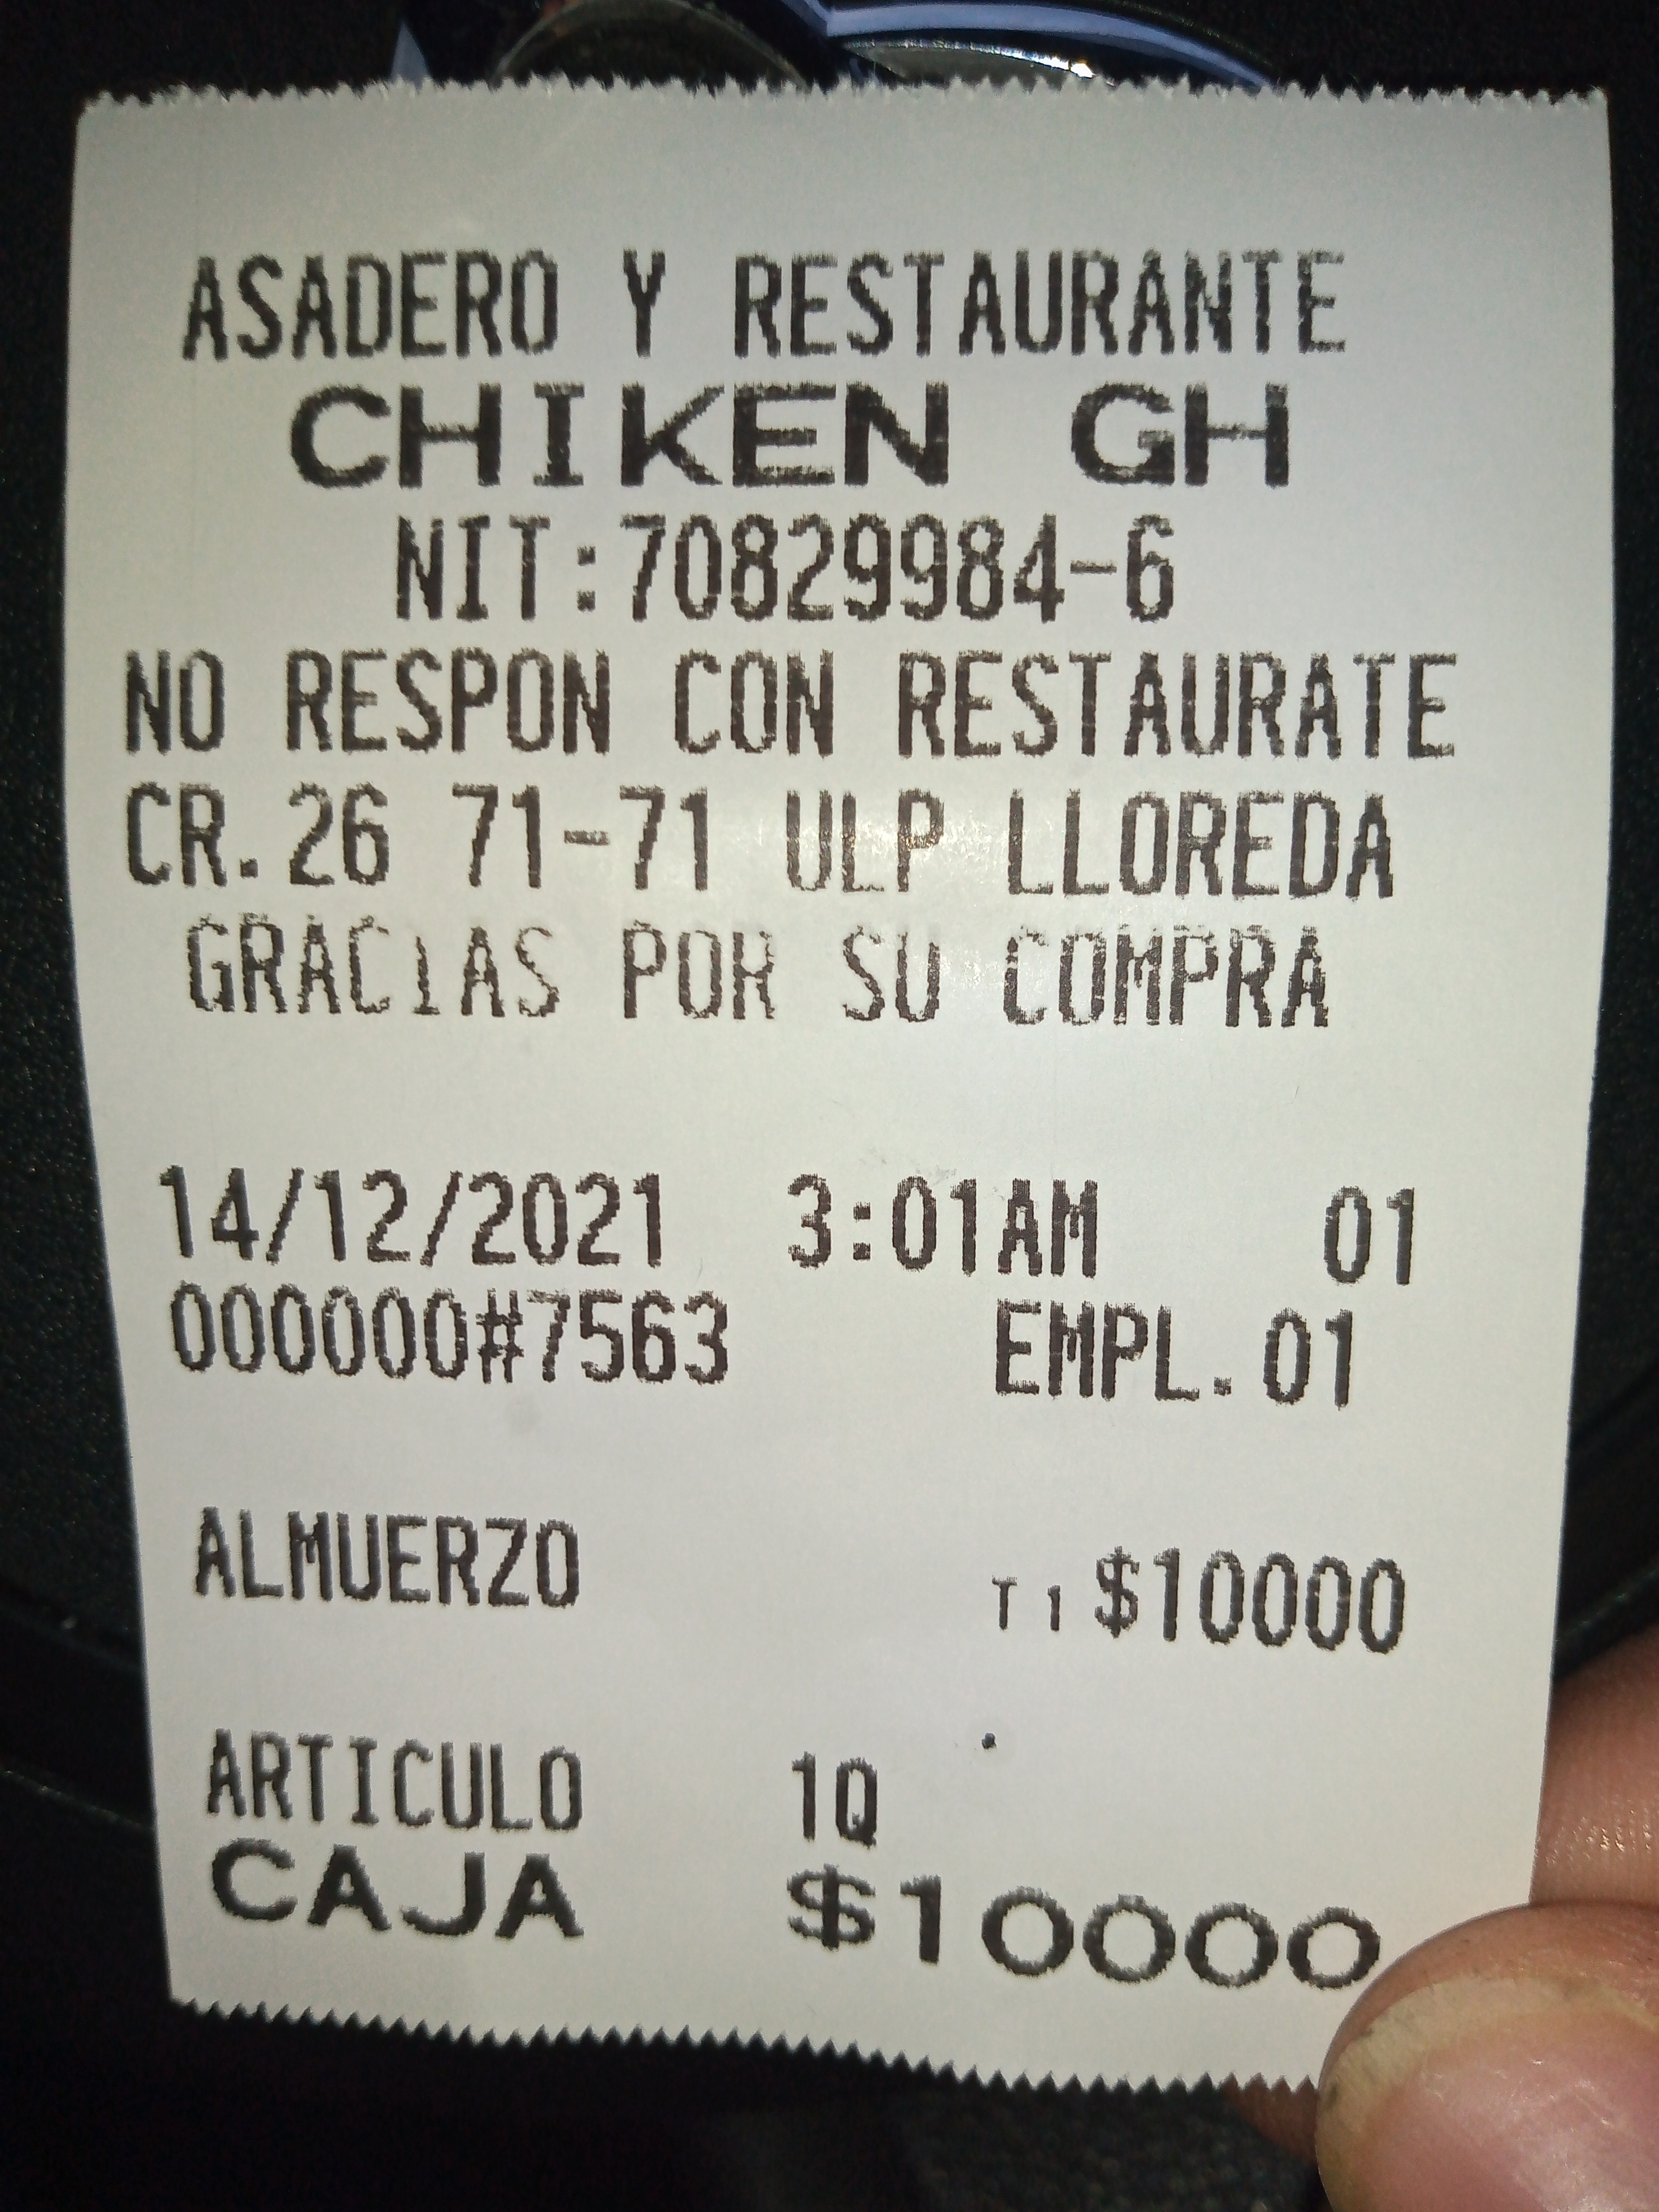 ASADERO Y RESTAURANTE
CHIKEN GH
NIT:70829984-6
NO RESPON CON RESTAURATE
CR.26 71-71 ULP LLOREDA
GRACiAS POR SU COMPRA
14/12/2021 3:01AM 01
000000#7563 EMPL.01
ALMUERZO T1 $10000
ARTICULO 1Q
CAJA $10000